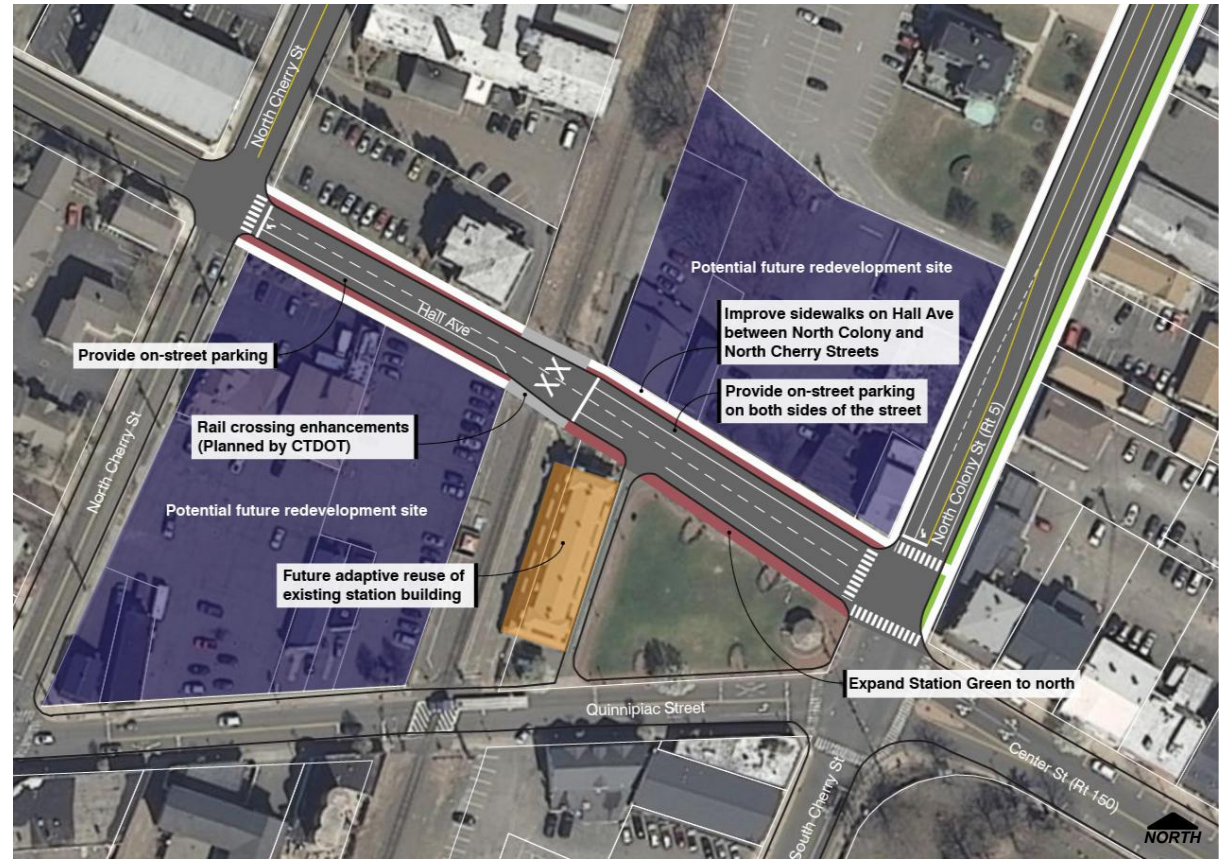 North Cherry St
Potential future redevelopment site
Improve sidewalks on Hall Ave
between North Colony and
North Cherry Streets
Hall Ave
Provide on-street parking
Provide on-street parking
on both sides of the street
Rail crossing enhancements
(Planned by CTDOT)
North Cherry St
North Colony St (Rt 5)
Potential future redevelopment site
Future adaptive reuse of
existing station building
Expand Station Green to north
Quinnipiac Street
Center St (Rt 150)
South Cherry St
NORTH